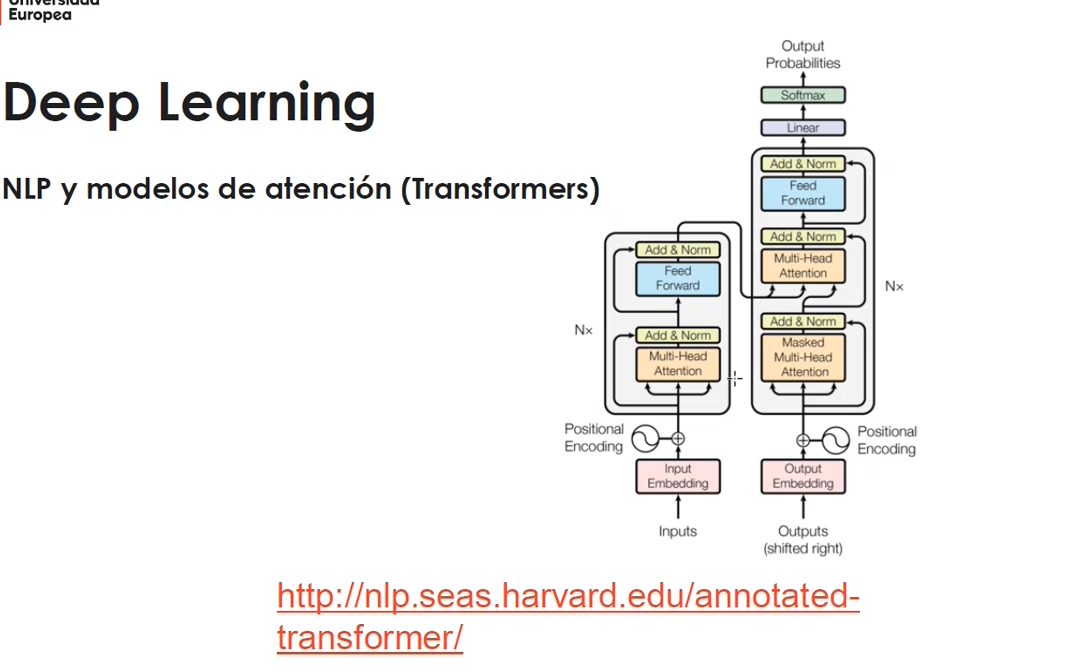 Universidad
Europea
Deep Learning
NLP y modelos de atención (Transformers)
Output
Probabilities
Softmax
Linear
Add & Norm
Feed
Forward
Add & Norm
Multi-Head
Attention
Add & Norm
Masked
Multi-Head
Attention
Nx
Positional
Encoding
Output
Embedding
Outputs
(shifted right)
Add & Norm
Feed
Forward
Add & Norm
Multi-Head
Attention
Nx
Positional
Encoding
Input
Embedding
Inputs
http://nlp.seas.harvard.edu/annotated-
transformer/